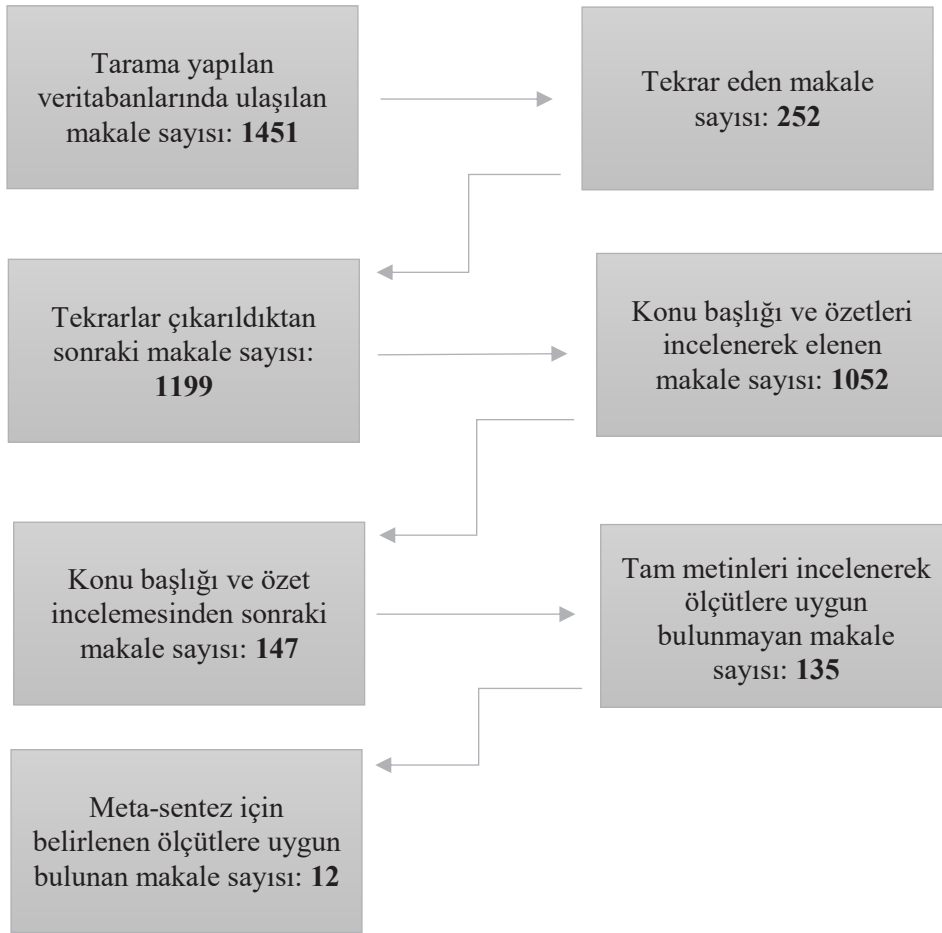 Tarama yapılan
veritabanlarında ulaşılan
makale sayısı: 1451
Tekrar eden makale
sayısı: 252
Tekrarlar çıkarıldıktan
sonraki makale sayısı:
1199
Konu başlığı ve özetleri
incelenerek elenen
makale sayısı: 1052
Konu başlığı ve özet
incelemesinden sonraki
makale sayısı: 147
Tam metinleri incelenerek
ölçütlere uygun
bulunmayan makale
sayısı: 135
Meta-sentez için
belirlenen ölçütlere uygun
bulunan makale sayısı: 12